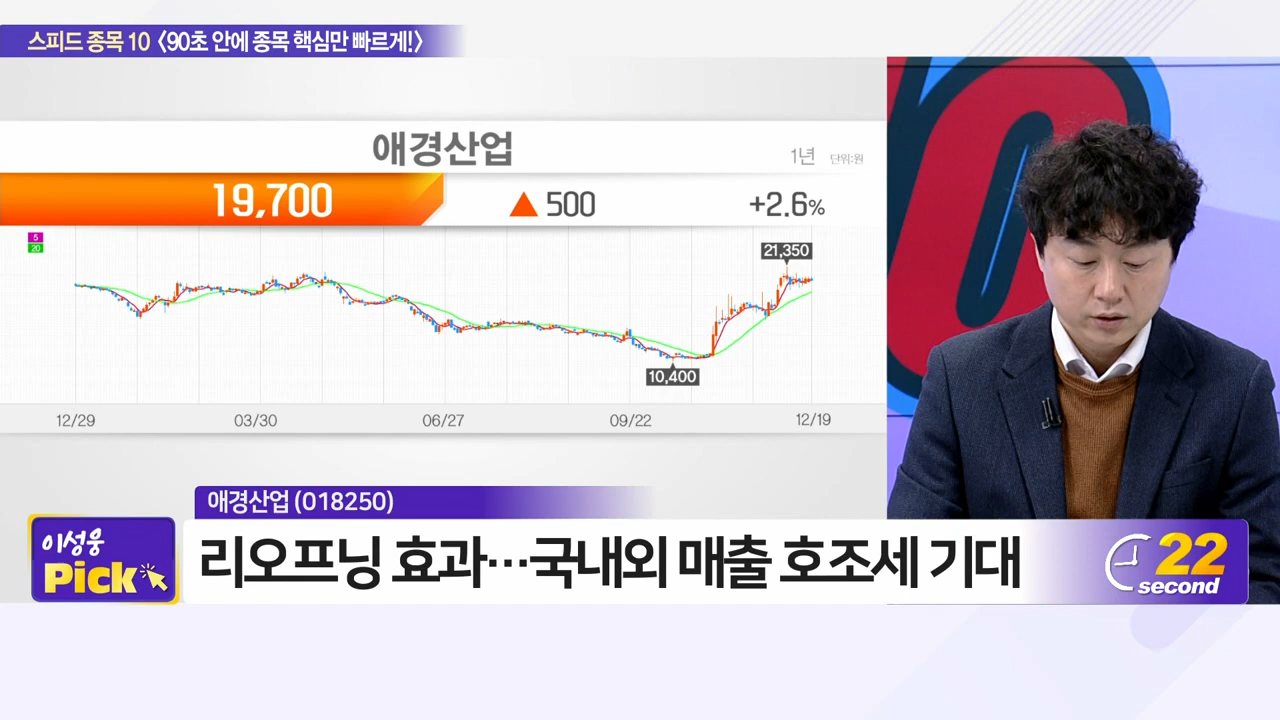 스피드 종목 10 〈90초 안에 종목 핵심만 빠르게!〉
애경산업
1년 단위:원
19,700 ▲ 500 +2.6%
5
20
21,350
10,400
12/29 03/30 06/27 09/22 12/19
애경산업 (018250)
이성웅
Pick
리오프닝 효과…국내외 매출 호조세 기대
22
second